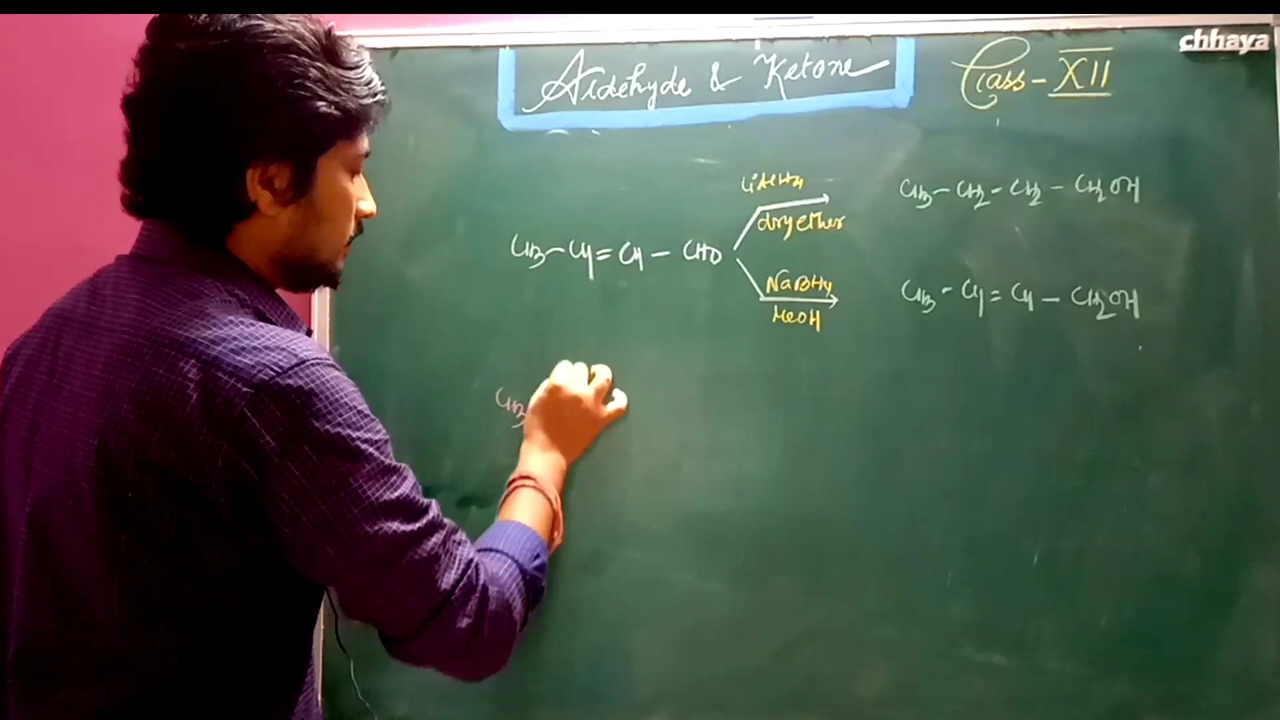 chhaya
Aldehyde & Ketone
Class - XII
LiAlH4
dry ether
CH3 - CH2 - CH2 - CH2OH
CH3 - CH = CH - CHO
NaBH4
MeOH
CH3 - CH = CH - CH2OH
CH3